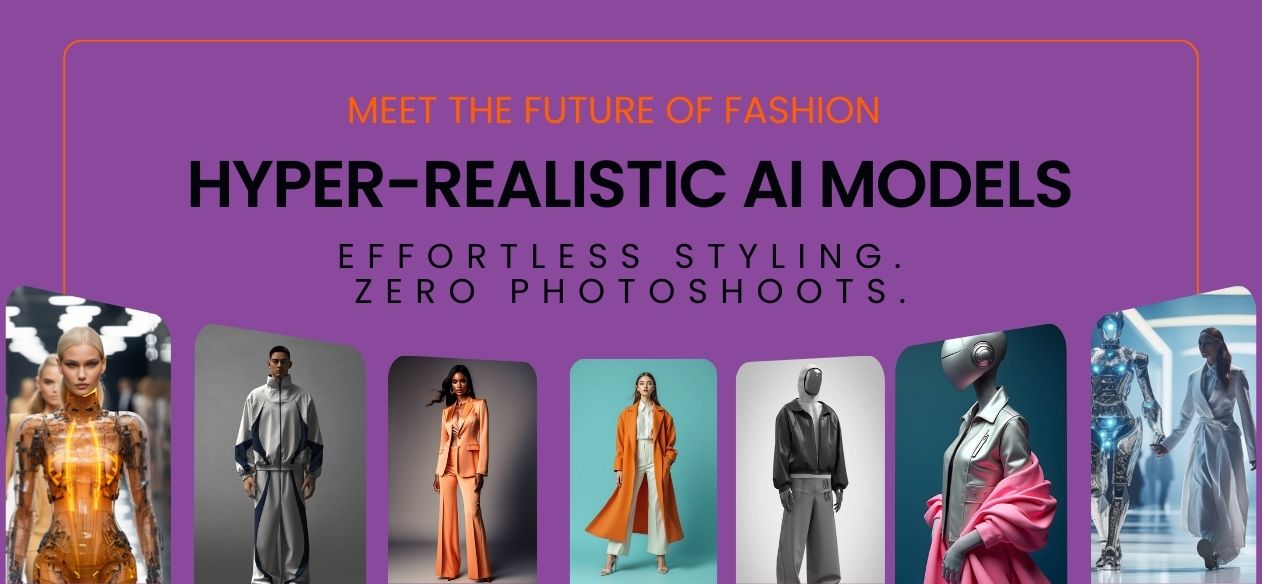 MEET THE FUTURE OF FASHION
HYPER-REALISTIC AI MODELS
EFFORTLESS STYLING.
ZERO PHOTOSHOOTS.